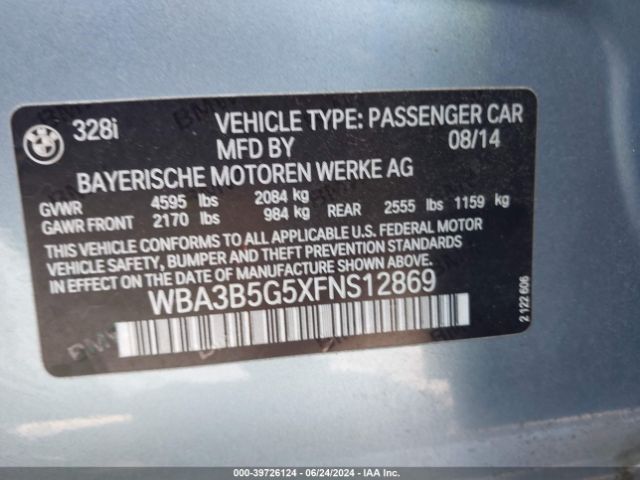 BMW 328i VEHICLE TYPE: PASSENGER CAR
MFD BY 08/14
BAYERISCHE MOTOREN WERKE AG
GVWR 4595 lbs 2084 kg
GAWR FRONT 2170 lbs 984 kg REAR 2555 lbs 1159 kg
THIS VEHICLE CONFORMS TO ALL APPLICABLE U.S. FEDERAL MOTOR
VEHICLE SAFETY, BUMPER AND THEFT PREVENTION STANDARDS
IN EFFECT ON THE DATE OF MANUFACTURE SHOWN ABOVE.
WBA3B5G5XFNS12869
2 122 606
000-39726124 - 06/24/2024 - IAA Inc.